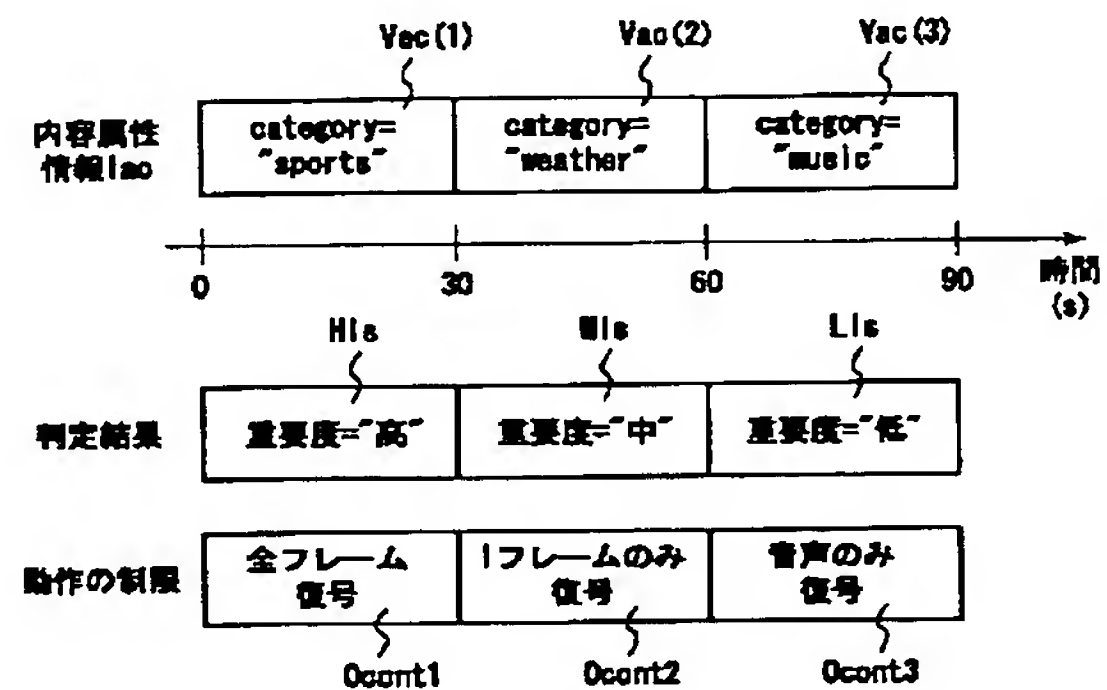 Vac(1) Vac(2) Vac(3)
内容属性
情報Iac
category=
"sports"
category=
"weather"
category=
"music"
0 30 60 90
時間
(s)
HIs MIs LIs
判定結果
重要度="高" 重要度="中" 重要度="低"
動作の制限
全フレーム
復号
Iフレームのみ
復号
音声のみ
復号
Ocont1 Ocont2 Ocont3